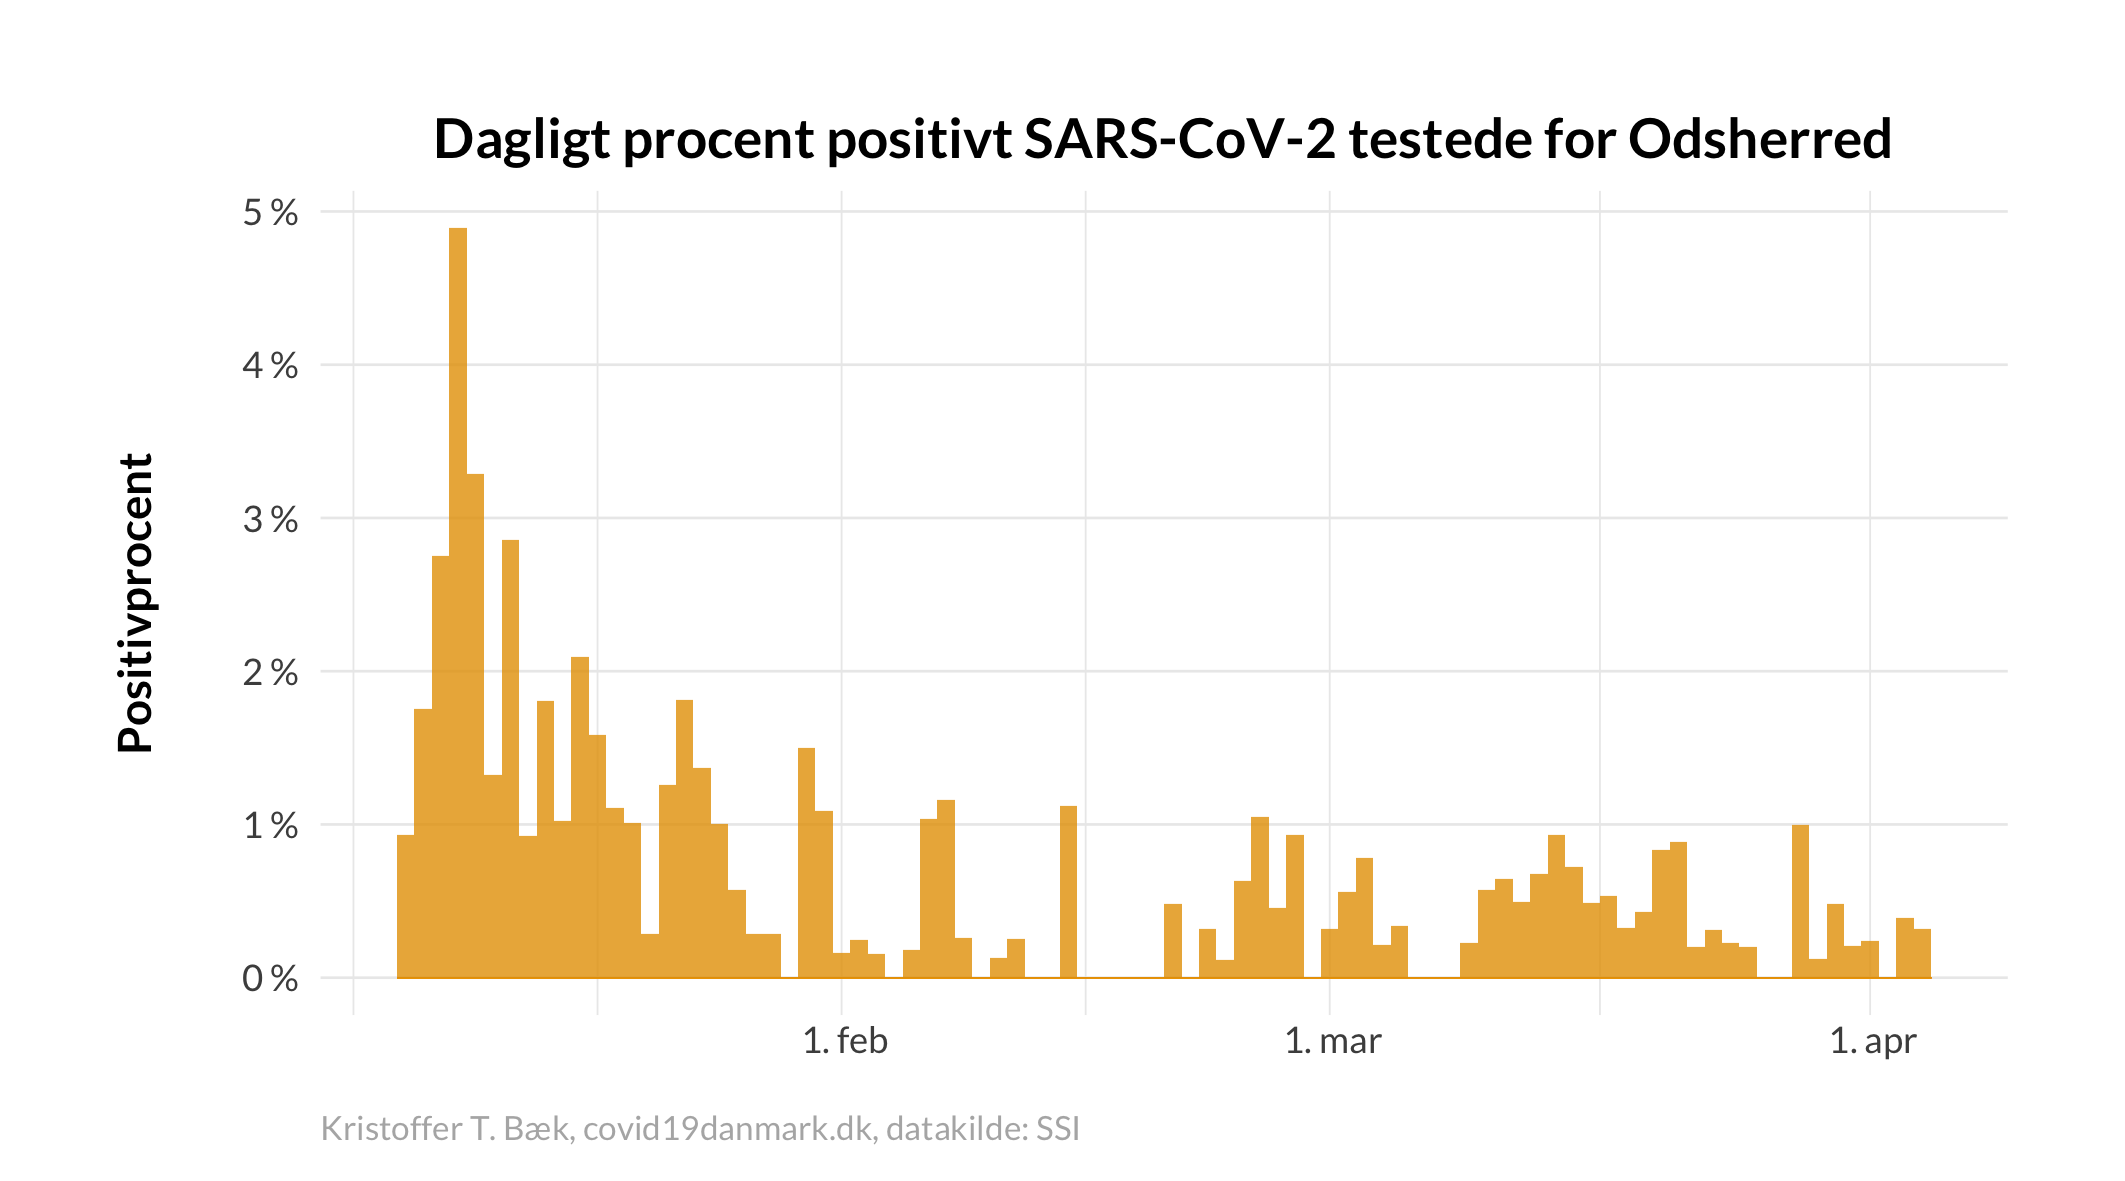 Dagligt procent positivt SARS-CoV-2 testede for Odsherred
Positivprocent
5 %
4 %
3 %
2 %
1 %
0 %
1. feb
1. mar
1. apr
Kristoffer T. Bæk, covid19danmark.dk, datakilde: SSI